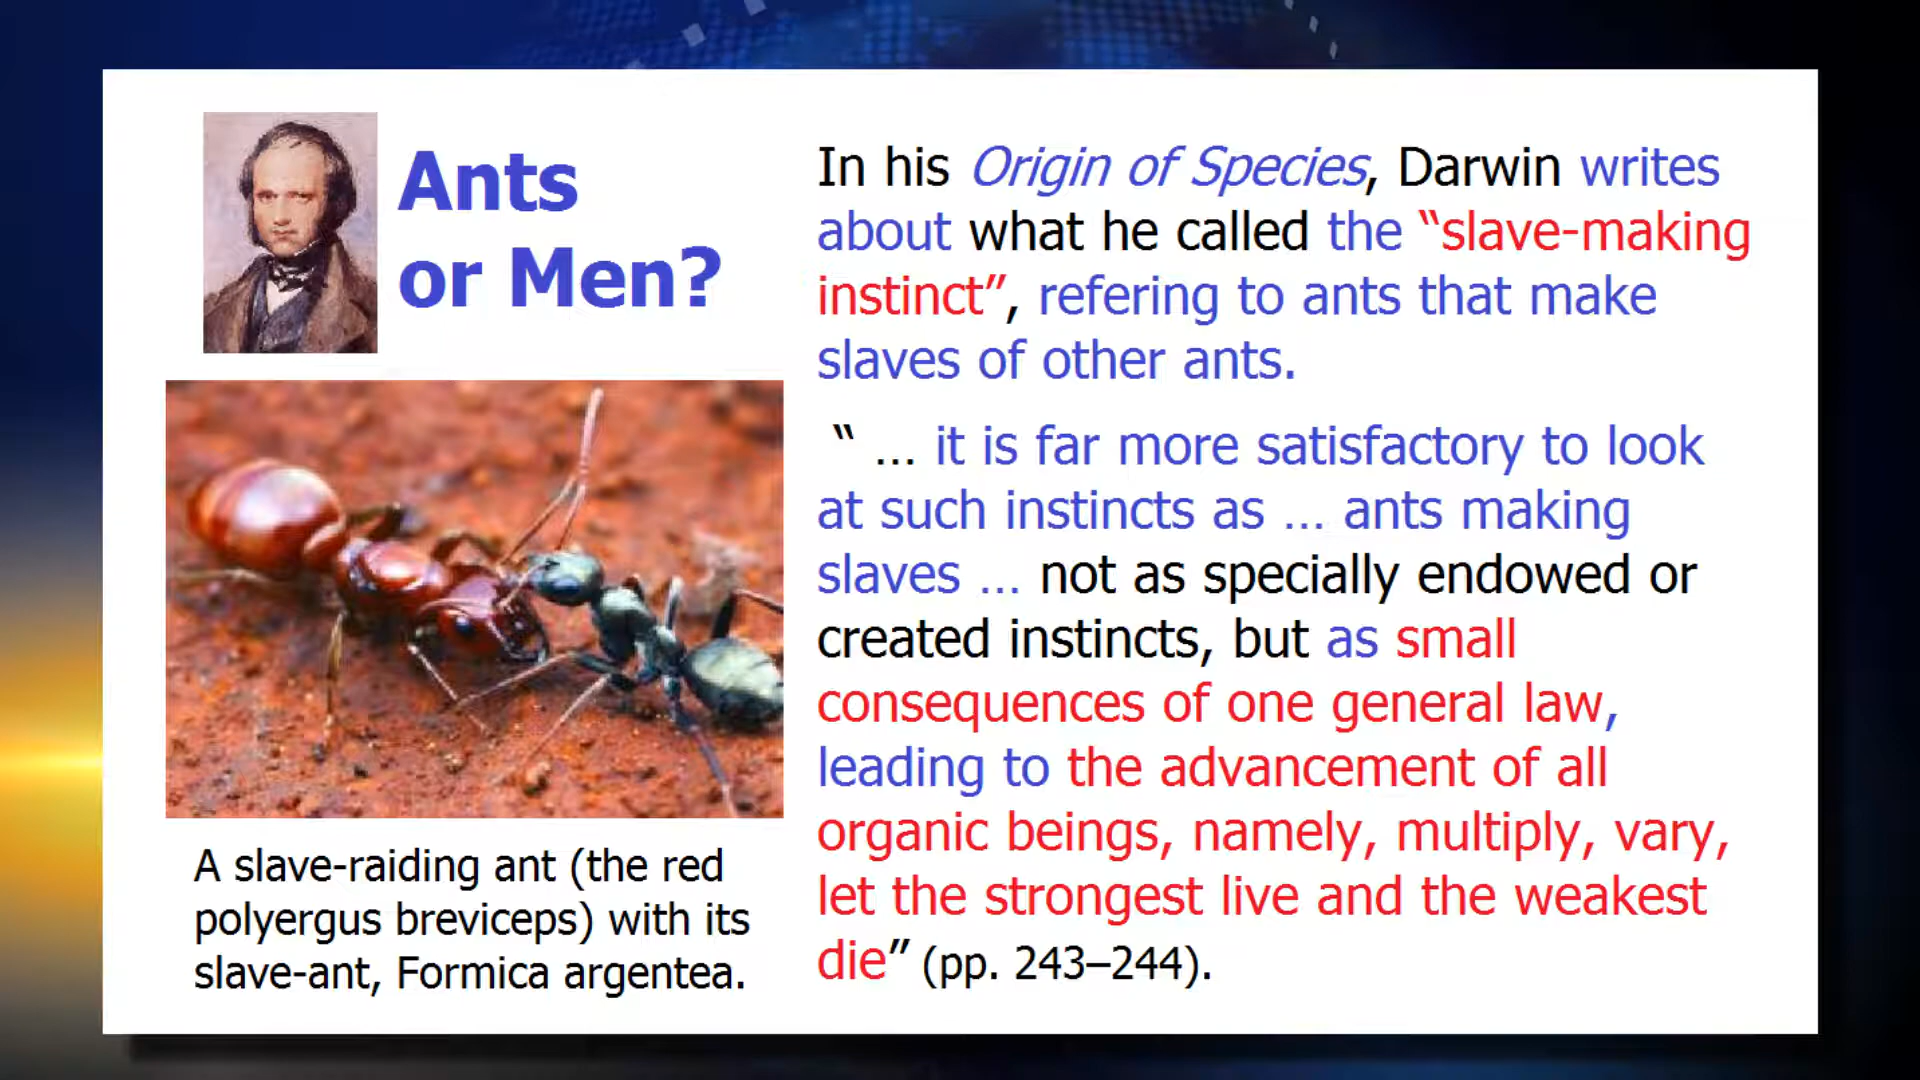 Ants
or Men?
A slave-raiding ant (the red
polyergus breviceps) with its
slave-ant, Formica argentea.
In his Origin of Species, Darwin writes
about what he called the “slave-making
instinct”, refering to ants that make
slaves of other ants.
“ … it is far more satisfactory to look
at such instincts as … ants making
slaves … not as specially endowed or
created instincts, but as small
consequences of one general law,
leading to the advancement of all
organic beings, namely, multiply, vary,
let the strongest live and the weakest
die” (pp. 243–244).